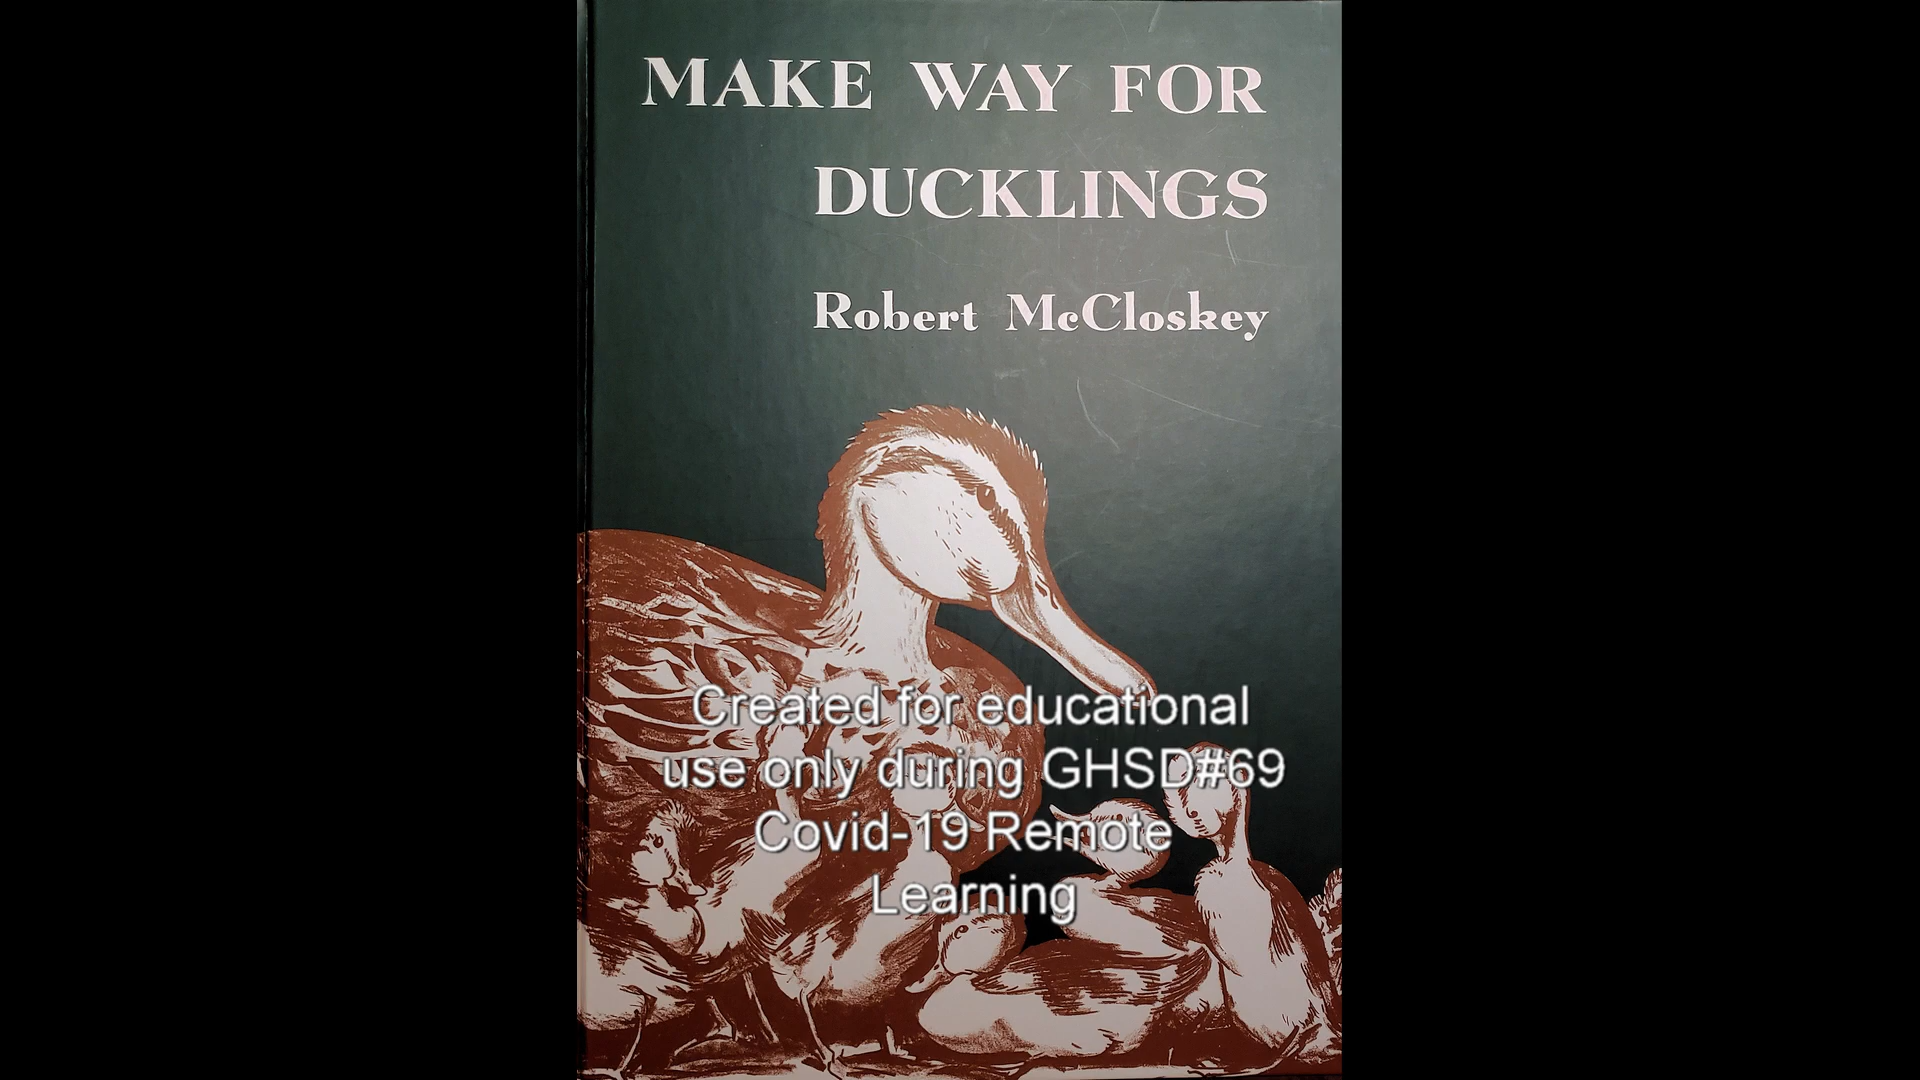 MAKE WAY FOR
DUCKLINGS
Robert McCloskey
Created for educational
use only during GHSD#69
Covid-19 Remote
Learning